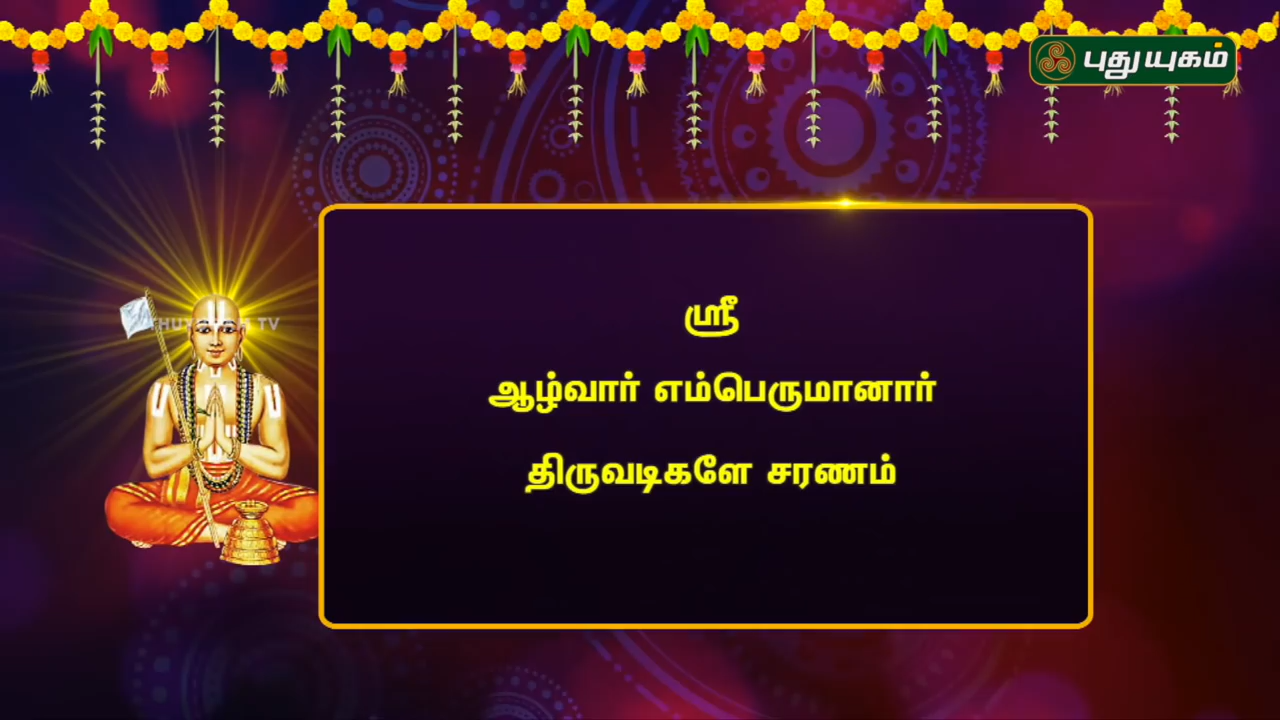 புதுயுகம்
ஸ்ரீ
ஆழ்வார் எம்பெருமானார்
திருவடிகளே சரணம்